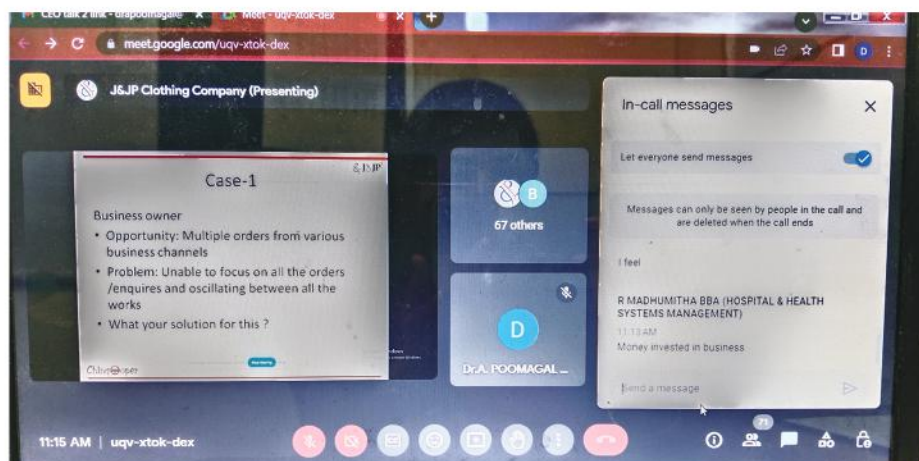 CEO talk 2 link - drapoomagal@
Meet - uqv-xtok-dex
meet.google.com/uqv-xtok-dex
D
J&JP Clothing Company (Presenting)
In-call messages
Let everyone send messages
Messages can only be seen by people in the call and
are deleted when the call ends
I feel
R MADHUMITHA BBA (HOSPITAL & HEALTH
SYSTEMS MANAGEMENT)
11:13 AM
Money invested in business
Send a message
Case-1
Business owner
• Opportunity: Multiple orders from various
business channels
• Problem: Unable to focus on all the orders
/enquires and oscillating between all the
works
• What your solution for this ?
B
67 others
D
Dr.A. POOMAGAL ...
11:15 AM | uqv-xtok-dex
71